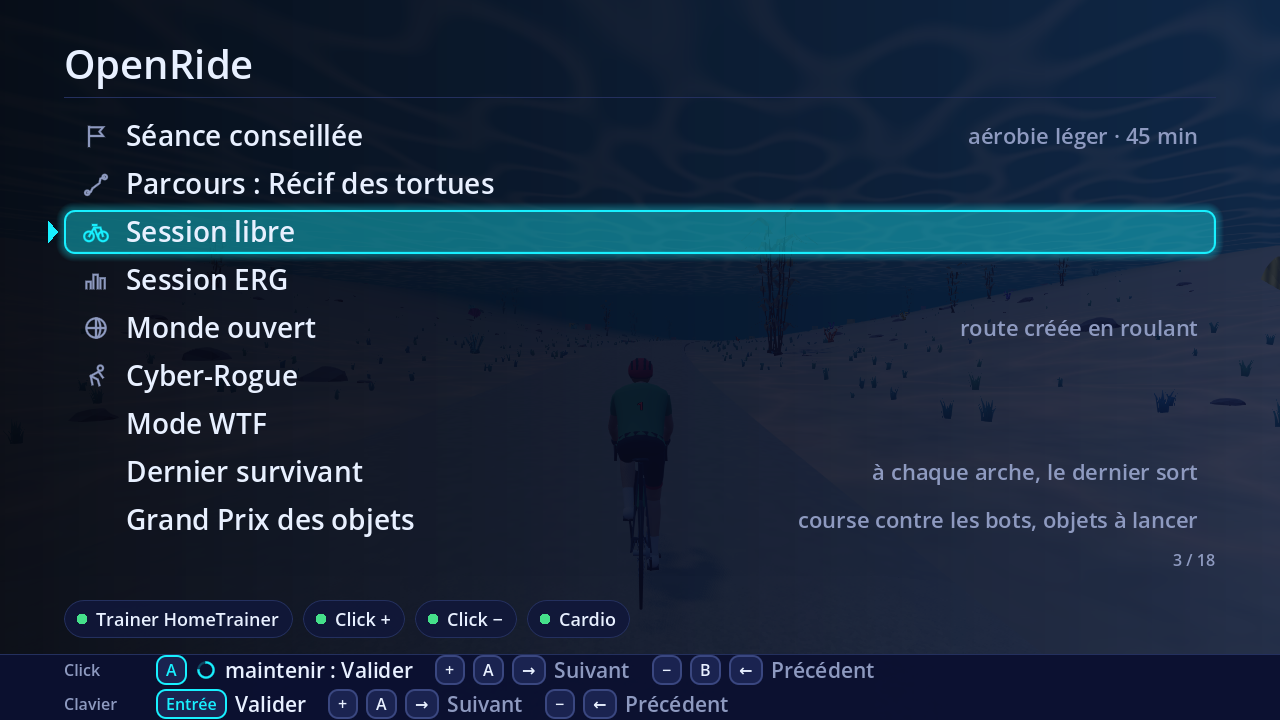 OpenRide
Séance conseillée aérobie léger · 45 min
Parcours : Récif des tortues
Session libre
Session ERG
Monde ouvert route créée en roulant
Cyber-Rogue
Mode WTF
Dernier survivant à chaque arche, le dernier sort
Grand Prix des objets course contre les bots, objets à lancer
3 / 18
Trainer HomeTrainer Click + Click − Cardio
Click A maintenir : Valider + A → Suivant − B ← Précédent
Clavier Entrée Valider + A → Suivant − ← Précédent